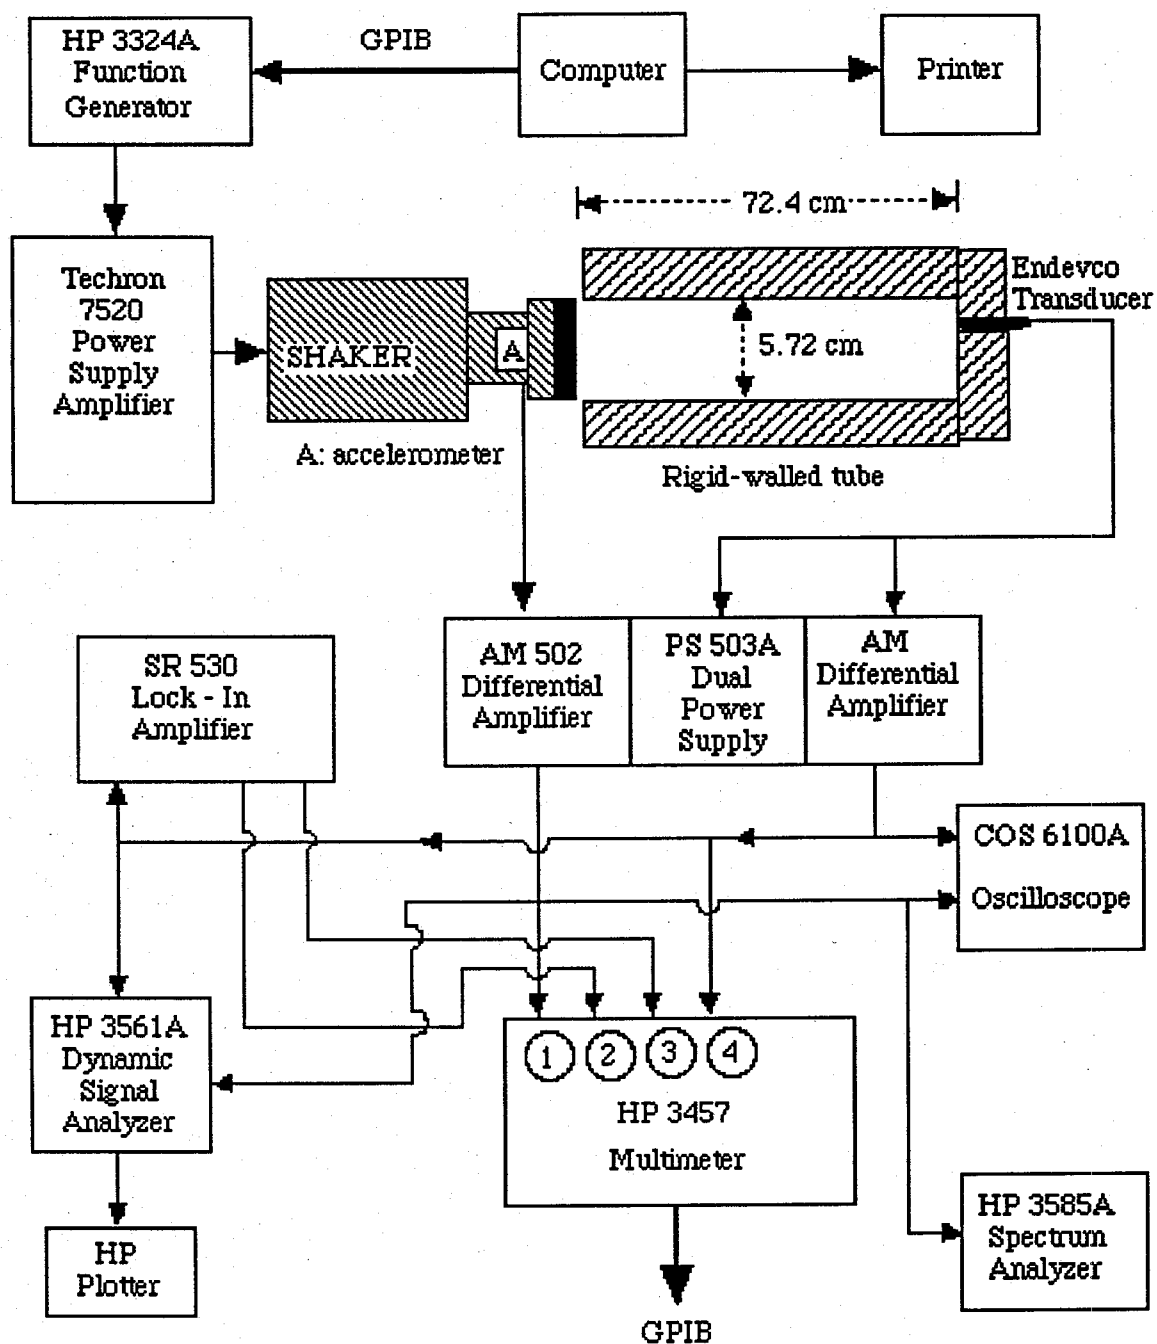 HP 3324A
Function
Generator
GPIB
Computer
Printer
72.4 cm
Techron
7520
Power
Supply
Amplifier
SHAKER
A
5.72 cm
Endevco
Transducer
A: accelerometer
Rigid-walled tube
SR 530
Lock - In
Amplifier
AM 502
Differential
Amplifier
PS 503A
Dual
Power
Supply
AM
Differential
Amplifier
COS 6100A
Oscilloscope
HP 3561A
Dynamic
Signal
Analyzer
1 2 3 4
HP 3457
Multimeter
HP 3585A
Spectrum
Analyzer
HP
Plotter
GPIB